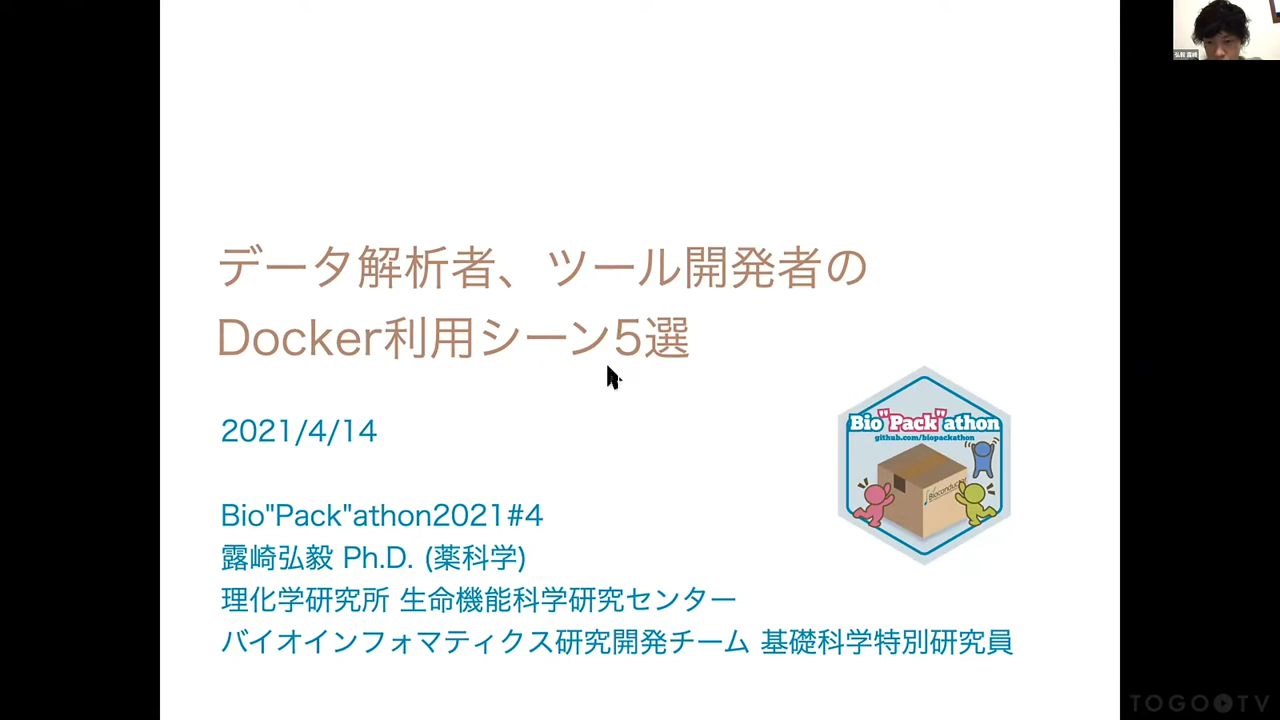 データ解析者、ツール開発者の
Docker利用シーン5選
2021/4/14
Bio"Pack"athon2021#4
露崎弘毅 Ph.D. (薬科学)
理化学研究所 生命機能科学研究センター
バイオインフォマティクス研究開発チーム 基礎科学特別研究員
Bio"Pack"athon
github.com/biopackathon
Bioconductor
弘毅 露崎
TOGO TV